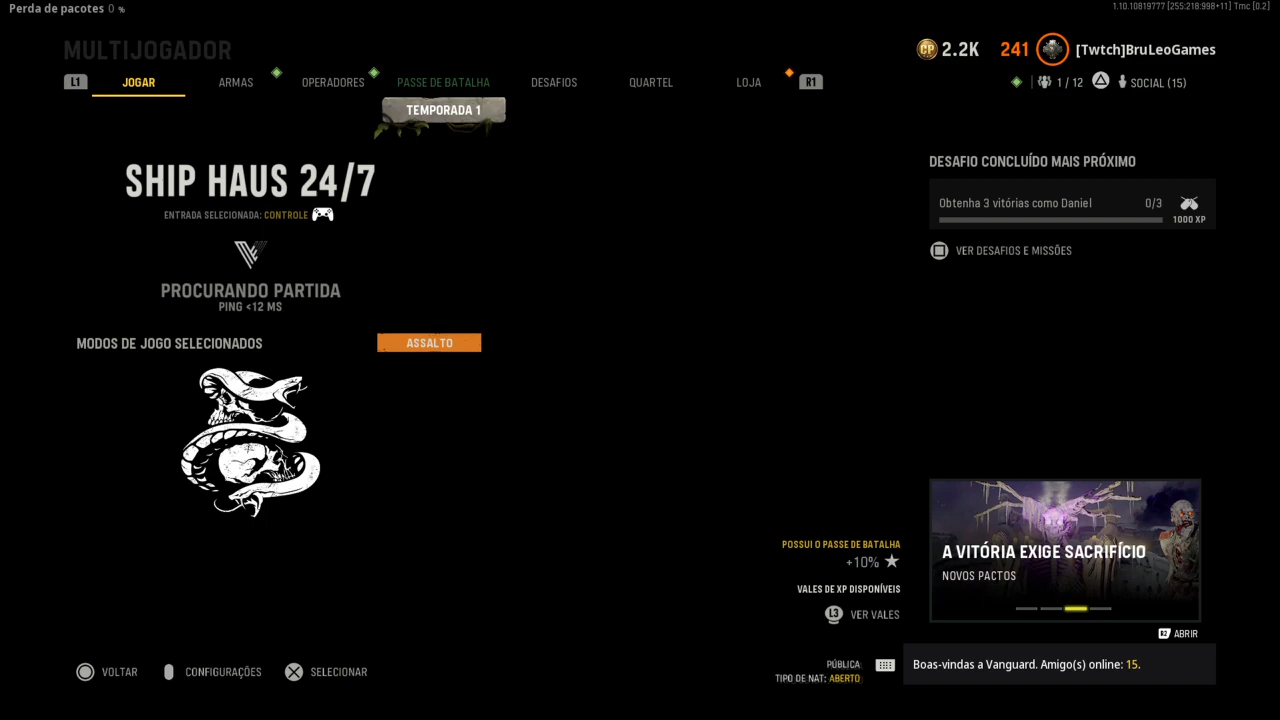 Perda de pacotes 0 %
1.10.10819777 [255:218:998+11] Tmc [0.2]
MULTIJOGADOR
CP 2.2K 241 [Twtch]BruLeoGames
L1 JOGAR ARMAS OPERADORES PASSE DE BATALHA DESAFIOS QUARTEL LOJA R1
1 / 12 SOCIAL (15)
TEMPORADA 1
SHIP HAUS 24/7
ENTRADA SELECIONADA: CONTROLE
PROCURANDO PARTIDA
PING <12 MS
MODOS DE JOGO SELECIONADOS ASSALTO
DESAFIO CONCLUÍDO MAIS PRÓXIMO
Obtenha 3 vitórias como Daniel 0/3
1000 XP
VER DESAFIOS E MISSÕES
POSSUI O PASSE DE BATALHA
+10%
VALES DE XP DISPONÍVEIS
L3 VER VALES
A VITÓRIA EXIGE SACRIFÍCIO
NOVOS PACTOS
R2 ABRIR
VOLTAR CONFIGURAÇÕES SELECIONAR
PÚBLICA
TIPO DE NAT: ABERTO
Boas-vindas a Vanguard. Amigo(s) online: 15.